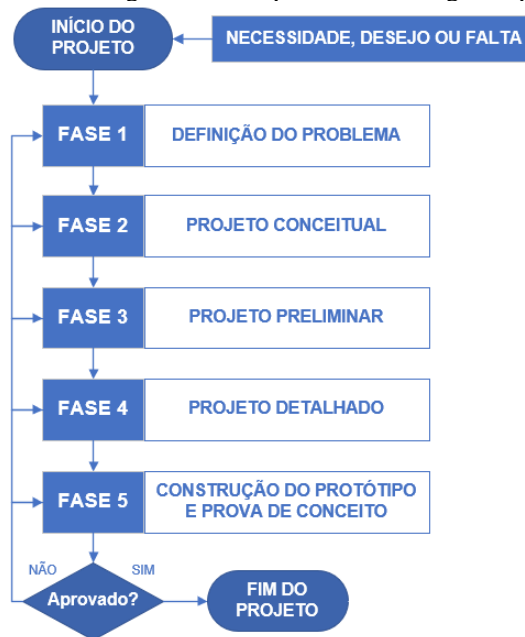 INÍCIO DO
PROJETO
NECESSIDADE, DESEJO OU FALTA
FASE 1
DEFINIÇÃO DO PROBLEMA
FASE 2
PROJETO CONCEITUAL
FASE 3
PROJETO PRELIMINAR
FASE 4
PROJETO DETALHADO
FASE 5
CONSTRUÇÃO DO PROTÓTIPO
E PROVA DE CONCEITO
NÃO
SIM
Aprovado?
FIM DO
PROJETO